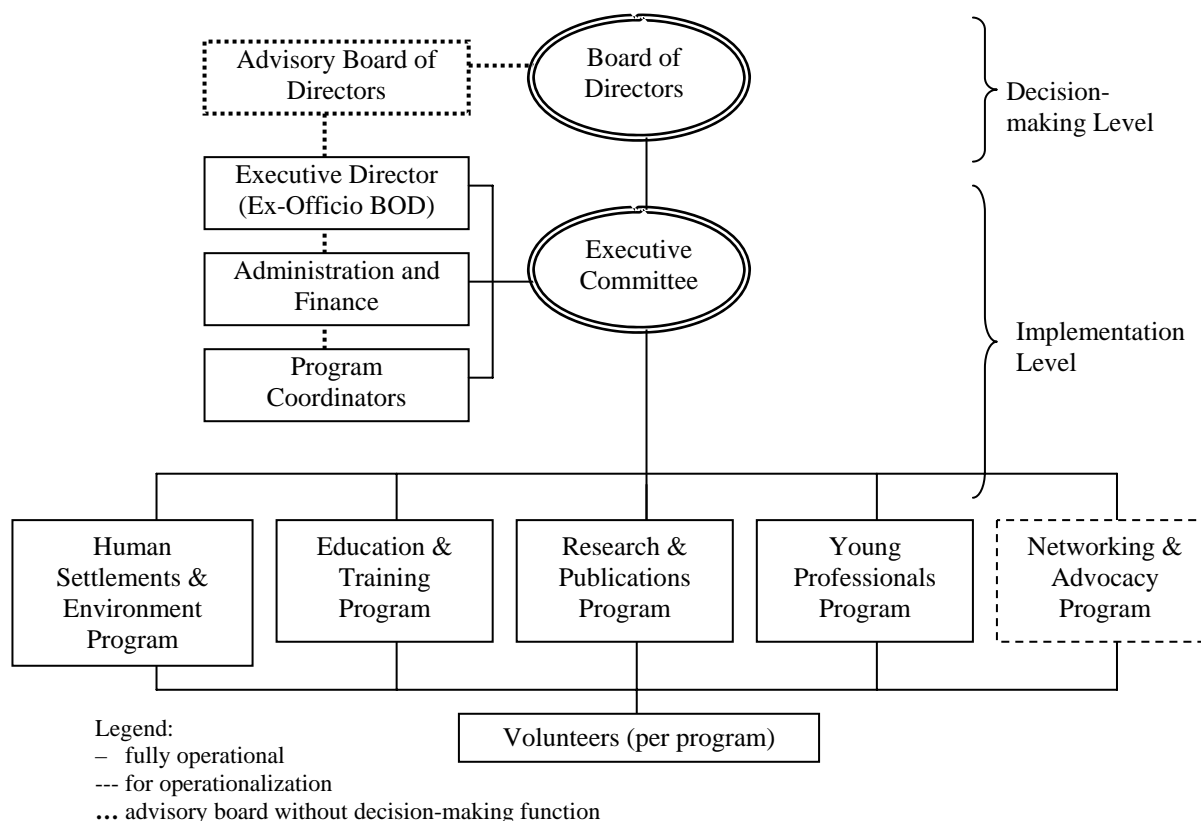 Advisory Board of
Directors
Board of
Directors
Decision-
making Level
Executive Director
(Ex-Officio BOD)
Executive
Committee
Administration and
Finance
Implementation
Level
Program
Coordinators
Human
Settlements &
Environment
Program
Education &
Training
Program
Research &
Publications
Program
Young
Professionals
Program
Networking &
Advocacy
Program
Volunteers (per program)
Legend:
– fully operational
--- for operationalization
... advisory board without decision-making function